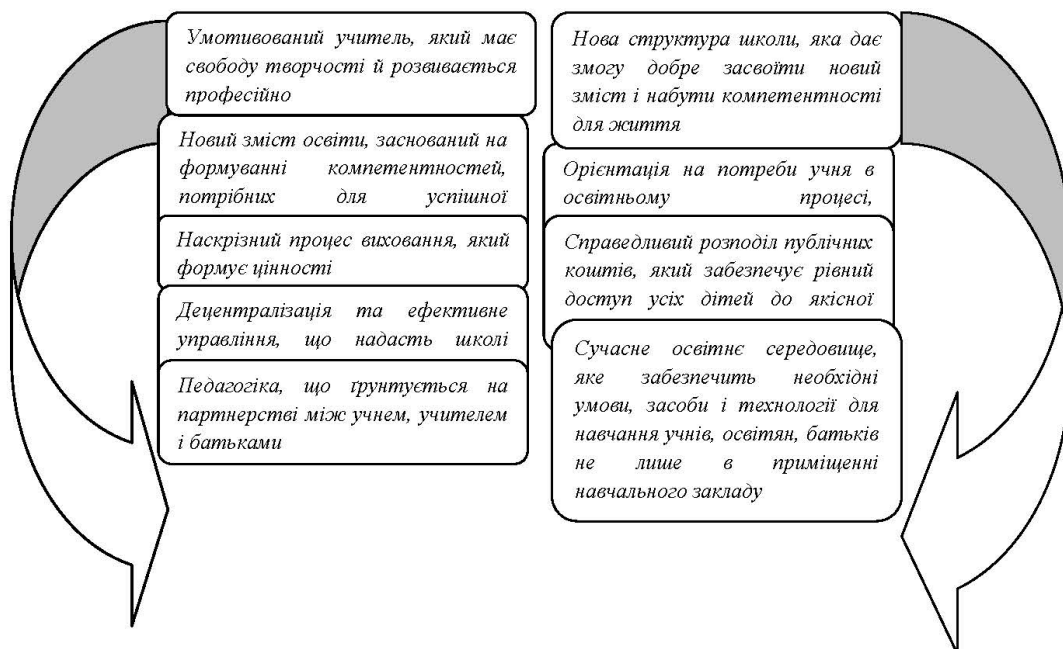 Умотивований учитель, який має
свободу творчості й розвивається
професійно
Новий зміст освіти, заснований на
формуванні компетентностей,
потрібних для успішної
Наскрізний процес виховання, який
формує цінності
Децентралізація та ефективне
управління, що надасть школі
Педагогіка, що ґрунтується на
партнерстві між учнем, учителем
і батьками
Нова структура школи, яка дає
змогу добре засвоїти новий
зміст і набути компетентності
для життя
Орієнтація на потреби учня в
освітньому процесі,
Справедливий розподіл публічних
коштів, який забезпечує рівний
доступ усіх дітей до якісної
Сучасне освітнє середовище,
яке забезпечить необхідні
умови, засоби і технології для
навчання учнів, освітян, батьків
не лише в приміщенні
навчального закладу